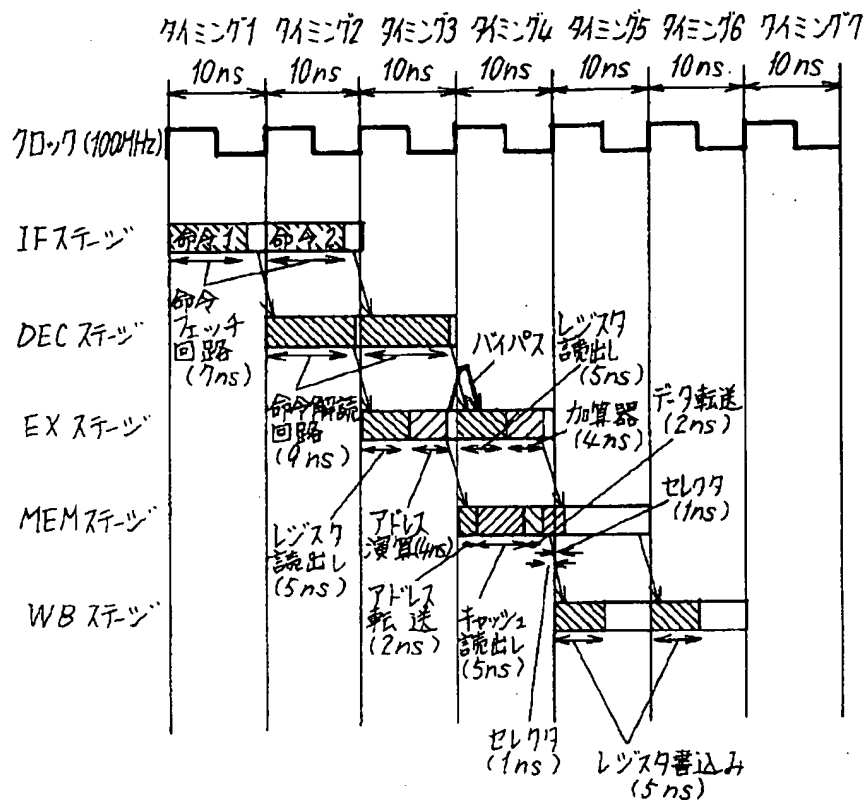 タイミング1 タイミング2 タイミング3 タイミング4 タイミング5 タイミング6 タイミング7
10ns 10ns 10ns 10ns 10ns 10ns 10ns
クロック(100MHz)
IFステージ
命令1 命令2
命令
フェッチ
回路
(7ns)
DECステージ
命令解読
回路
(9ns)
バイパス
レジスタ
読出し
(5ns)
EXステージ
加算器
(4ns)
データ転送
(2ns)
レジスタ
読出し
(5ns)
アドレス
演算(4ns)
セレクタ
(1ns)
MEMステージ
アドレス
転送
(2ns)
キャッシュ
読出し
(5ns)
WBステージ
セレクタ
(1ns)
レジスタ書込み
(5ns)